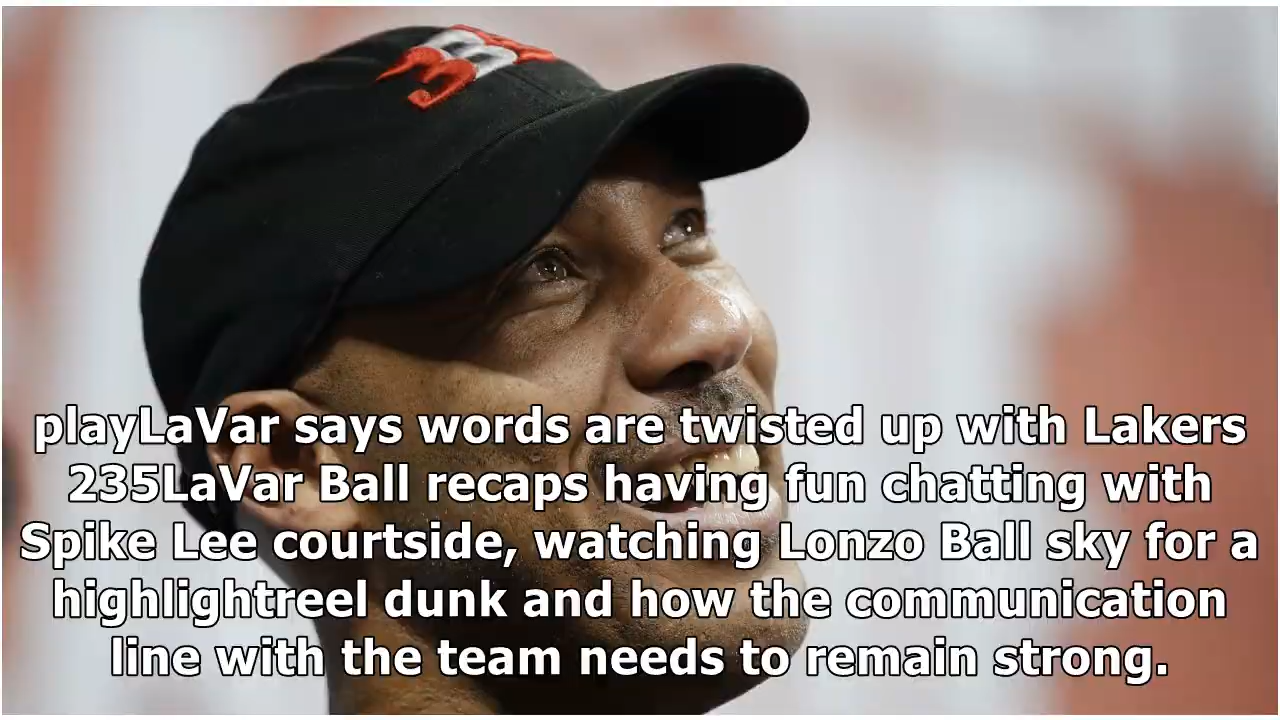 3BB
playLaVar says words are twisted up with Lakers
235LaVar Ball recaps having fun chatting with
Spike Lee courtside, watching Lonzo Ball sky for a
highlightreel dunk and how the communication
line with the team needs to remain strong.